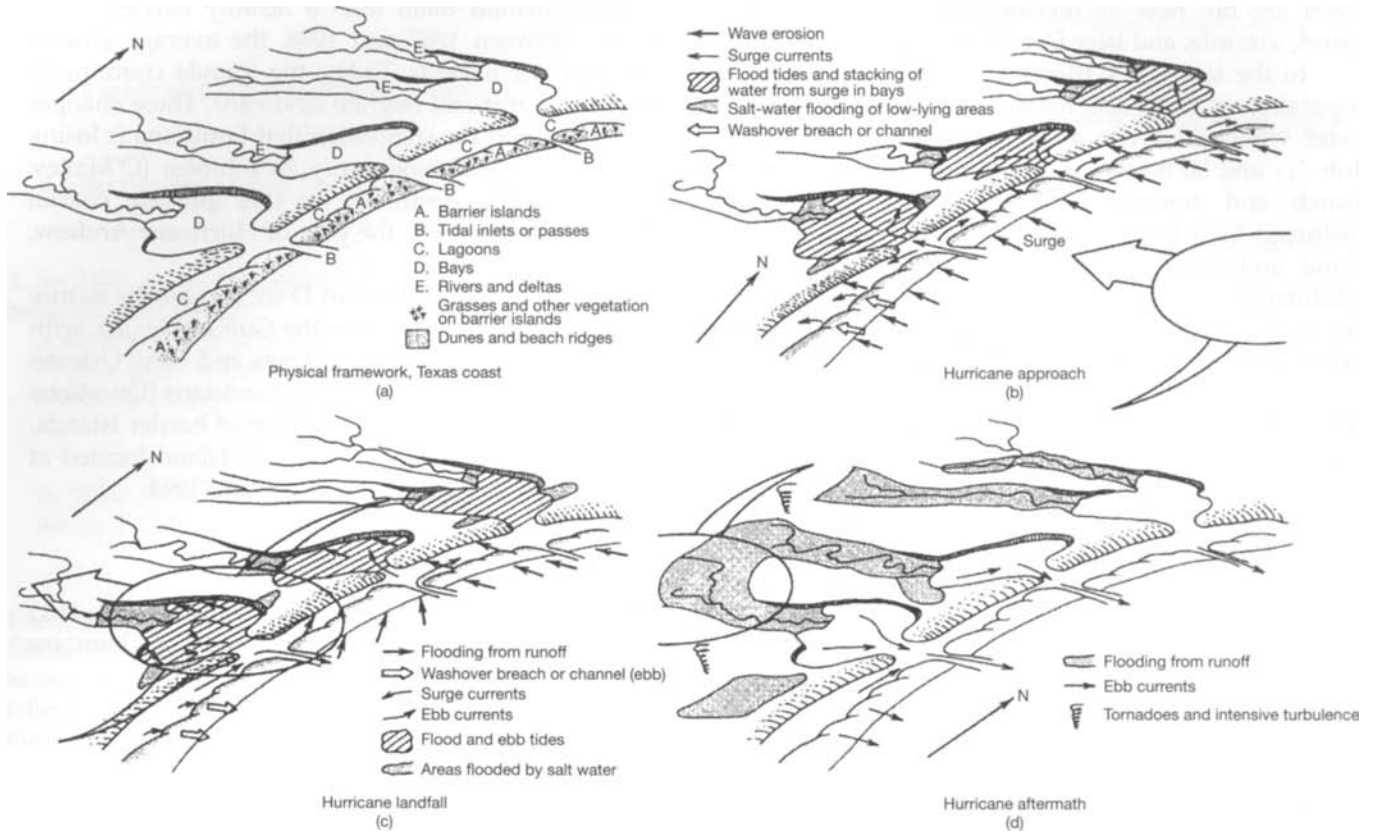 N
E
E
D
E
D
D
C
A
C
A
B
C
A
B
C
A
B
A. Barrier islands
B. Tidal inlets or passes
C. Lagoons
D. Bays
E. Rivers and deltas
Grasses and other vegetation
on barrier islands
Dunes and beach ridges
Physical framework, Texas coast
(a)
Wave erosion
Surge currents
Flood tides and stacking of
water from surge in bays
Salt-water flooding of low-lying areas
Washover breach or channel
Surge
N
Hurricane approach
(b)
N
Flooding from runoff
Washover breach or channel (ebb)
Surge currents
Ebb currents
Flood and ebb tides
Areas flooded by salt water
Hurricane landfall
(c)
Flooding from runoff
Ebb currents
Tornadoes and intensive turbulence
N
Hurricane aftermath
(d)